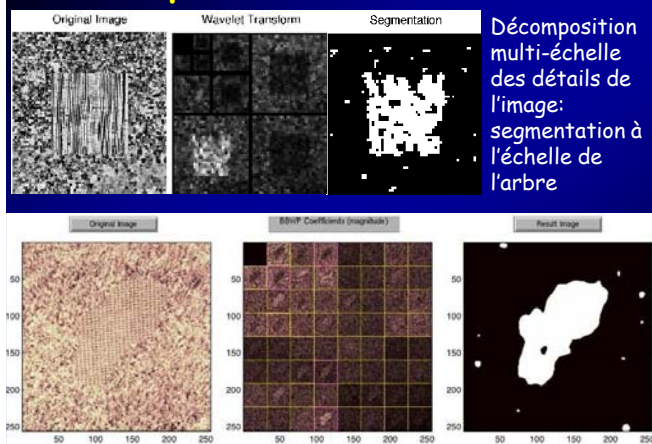 Original Image
Wavelet Transform
Segmentation
Décomposition
multi-échelle
des détails de
l'image:
segmentation à
l'échelle de
l'arbre
Original Image
BBWP Coefficients (magnitude)
Result Image
50
100
150
200
250
50 100 150 200 250
50
100
150
200
250
50 100 150 200 250
50
100
150
200
250
50 100 150 200 250